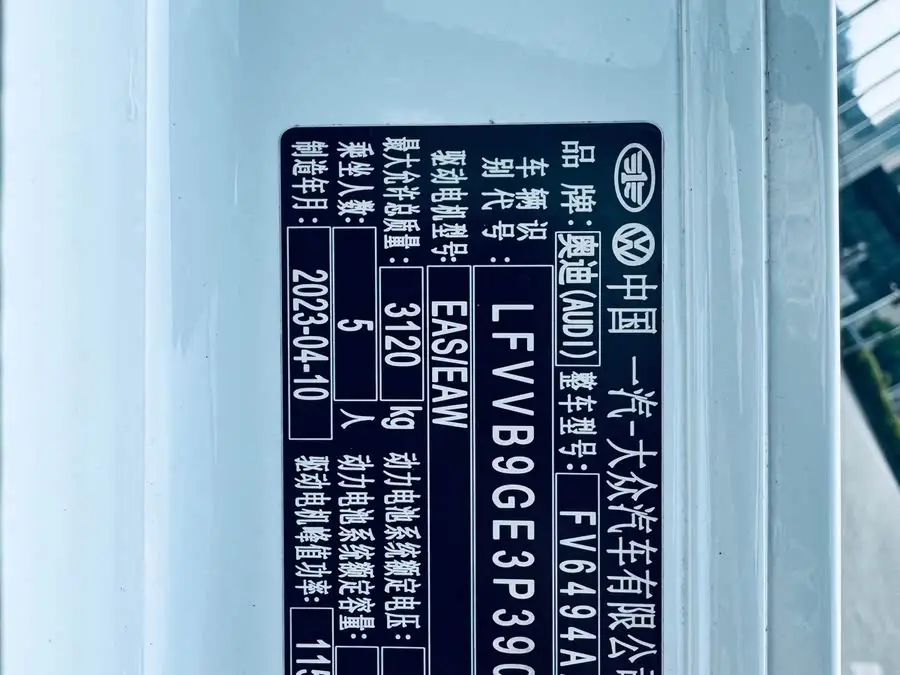 中国 一汽-大众汽车有限公司
品牌: 奥迪(AUDI) 整车型号: FV6494A
车辆识别代号: LFVVB9GE3P39
驱动电机型号: EAS/EAW
最大允许总质量: 3120 kg 动力电池系统额定电压:
乘坐人数: 5 人 动力电池系统额定容量:
制造年月: 2023-04-10 驱动电机峰值功率: 115